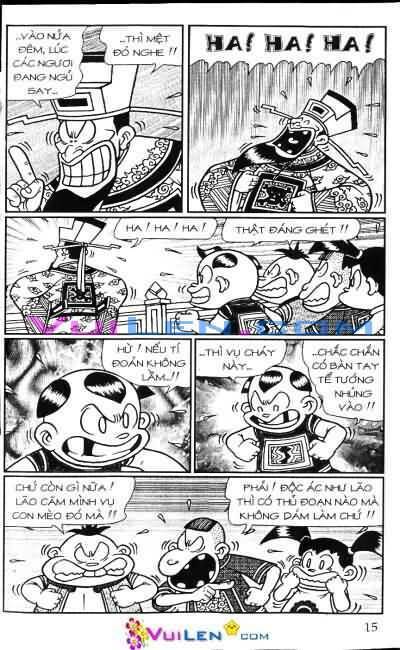 ...VÀO NỬA
ĐÊM, LÚC
CÁC NGƯƠI
ĐANG NGỦ
SAY...
...THÌ MỆT
ĐÓ NGHE !!
HA! HA! HA!
HA ! HA ! HA !
THẬT ĐÁNG GHÉT !!
VUILEN.COM
HỪ ! NẾU TÍ
ĐOÁN KHÔNG
LẦM..!!
...THÌ VỤ CHÁY
NÀY...
...CHẮC CHẮN
CÓ BÀN TAY
TỂ TƯỚNG
NHÚNG
VÀO !!
CHỨ CÒN GÌ NỮA !
LÃO CĂM MÌNH VỤ
CON MÈO ĐÓ MÀ !!
PHẢI ! ĐỘC ÁC NHƯ LÃO
THÌ CÓ THỦ ĐOẠN NÀO MÀ
KHÔNG DÁM LÀM CHỨ !!
15
VUILEN.COM